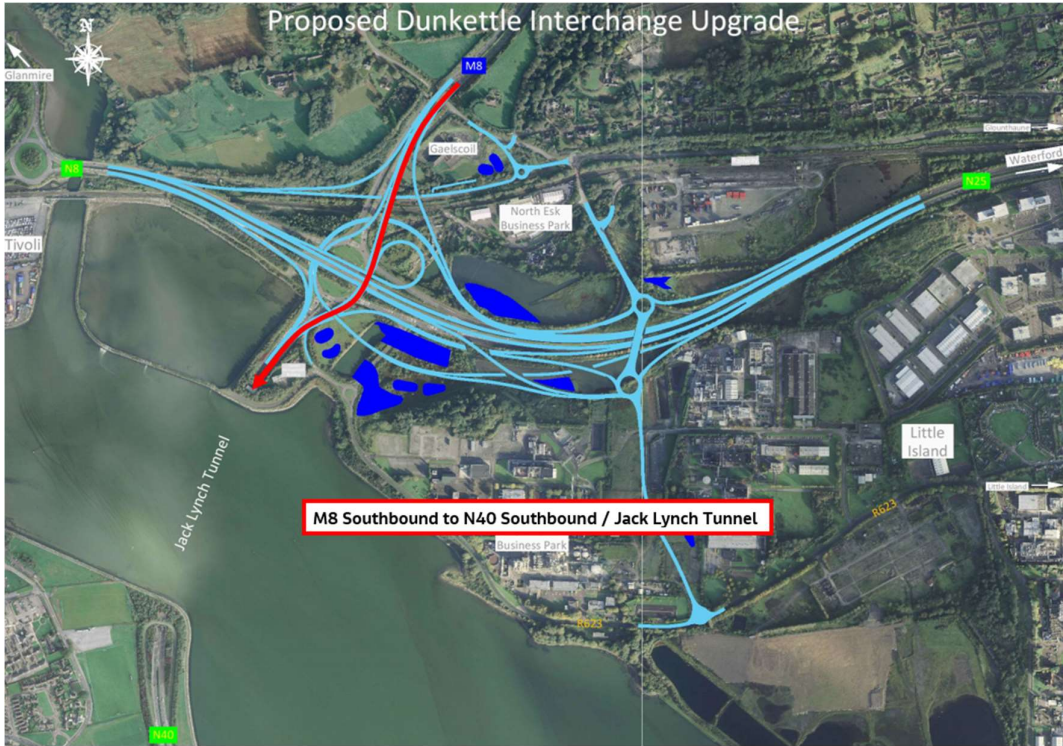 Proposed Dunkettle Interchange Upgrade
N
M8
Glanmire
Gaelscoil
Glounthaune
Waterford
N8
N25
North Esk
Business Park
Tivoli
Little
Island
Jack Lynch Tunnel
Little Island
R623
M8 Southbound to N40 Southbound / Jack Lynch Tunnel
Business Park
R623
N40